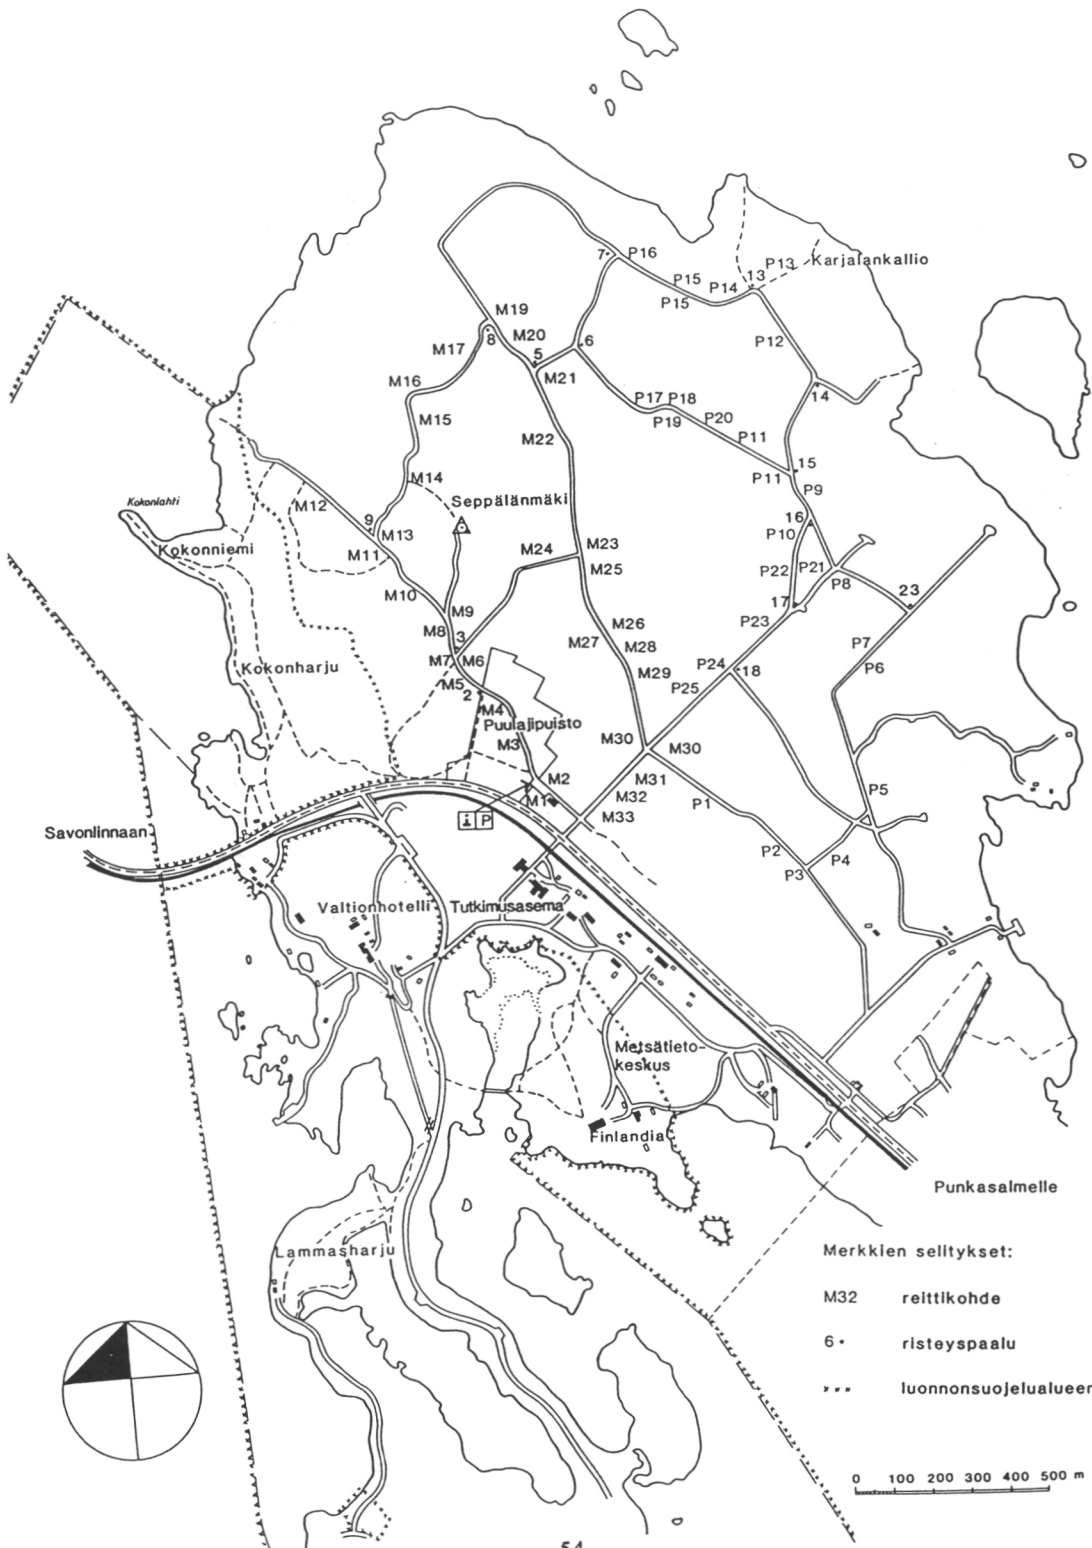 7
P16
P15
P15
P14
13
P13
Karjalankallio
M19
M20
8
M17
5
6
P12
M21
M16
14
M15
P17
P18
P19
P20
M22
P11
15
P11
P9
M14
Seppälänmäki
Kokonlahti
M12
9
M13
16
P10
Kokonniemi
M11
M24
M23
M25
P22
P21
P8
M10
M9
17
23
M8
3
M26
P23
M27
M28
P7
M7
M6
P6
Kokonharju
M29
P24
18
M5
2
P25
M4
Puulajipuisto
M3
M30
M30
M2
M31
M1
M32
P1
P5
i P
M33
Savonlinnaan
P2
P4
P3
Valtionhotelli
Tutkimusasema
Metsätieto-
keskus
Finlandia
Punkasalmelle
Lammasharju
Merkkien selitykset:
M32 reittikohde
6 • risteyspaalu
luonnonsuojelualueen
0 100 200 300 400 500 m
54